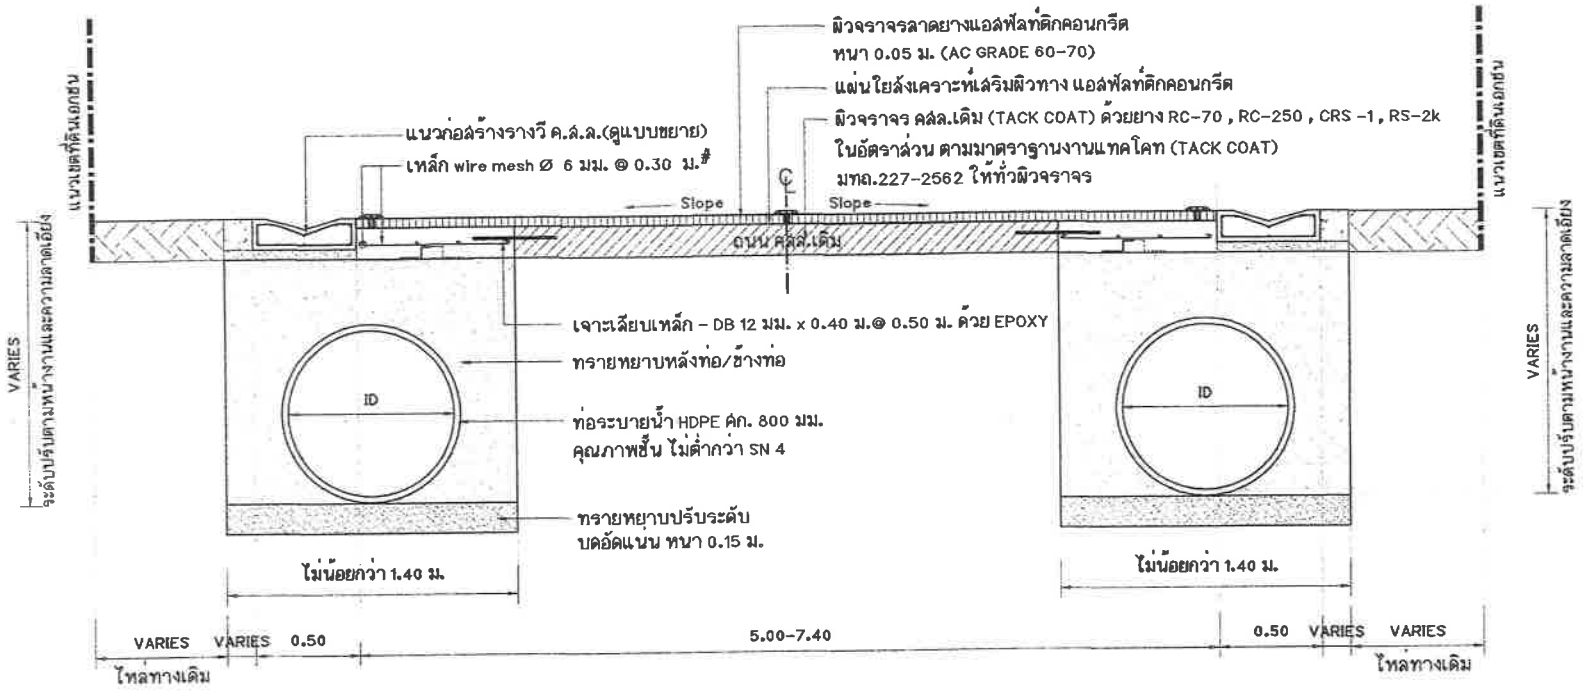 ผิวจราจรลาดยางแอสฟัลท์ติกคอนกรีต
หนา 0.05 ม. (AC GRADE 60-70)
แผ่นใยสังเคราะห์เสริมผิวทาง แอสฟัลท์ติกคอนกรีต
ผิวจราจร คสล.เดิม (TACK COAT) ด้วยยาง RC-70 , RC-250 , CRS -1 , RS-2k
ในอัตราส่วน ตามมาตราฐานงานแทคโคท (TACK COAT)
มทถ.227-2562 ให้ทั่วผิวจราจร
แนวก่อสร้างรางวี ค.ส.ล.(ดูแบบขยาย)
เหล็ก wire mesh Ø 6 มม. @ 0.30 ม.#
แนวเขตที่ดินเอกชน
แนวเขตที่ดินเอกชน
Slope
Slope
ถนน คสล.เดิม
เจาะเสียบเหล็ก - DB 12 มม. x 0.40 ม.@ 0.50 ม. ด้วย EPOXY
ทรายหยาบหลังท่อ/ข้างท่อ
ท่อระบายน้ำ HDPE ศก. 800 มม.
คุณภาพชั้น ไม่ต่ำกว่า SN 4
ทรายหยาบปรับระดับ
บดอัดแน่น หนา 0.15 ม.
ID
ID
VARIES
ระดับปรับตามหน้างานและความลาดเอียง
VARIES
ระดับปรับตามหน้างานและความลาดเอียง
ไม่น้อยกว่า 1.40 ม.
ไม่น้อยกว่า 1.40 ม.
VARIES VARIES 0.50 5.00-7.40 0.50 VARIES VARIES
ไหล่ทางเดิม
ไหล่ทางเดิม